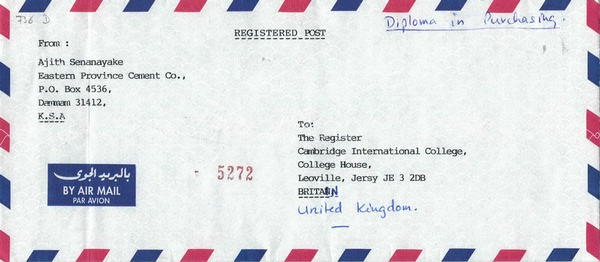 736 D
REGISTERED POST
Diploma in Purchasing.
From :
Ajith Senanayake
Eastern Province Cement Co.,
P.O. Box 4536,
Dammam 31412,
K.S.A
To:
The Register
Cambridge International College,
College House,
Leoville, Jersy JE 3 2DB
BRITAIN
United Kingdom.
بالبريد الجوى
BY AIR MAIL
PAR AVION
- 5272